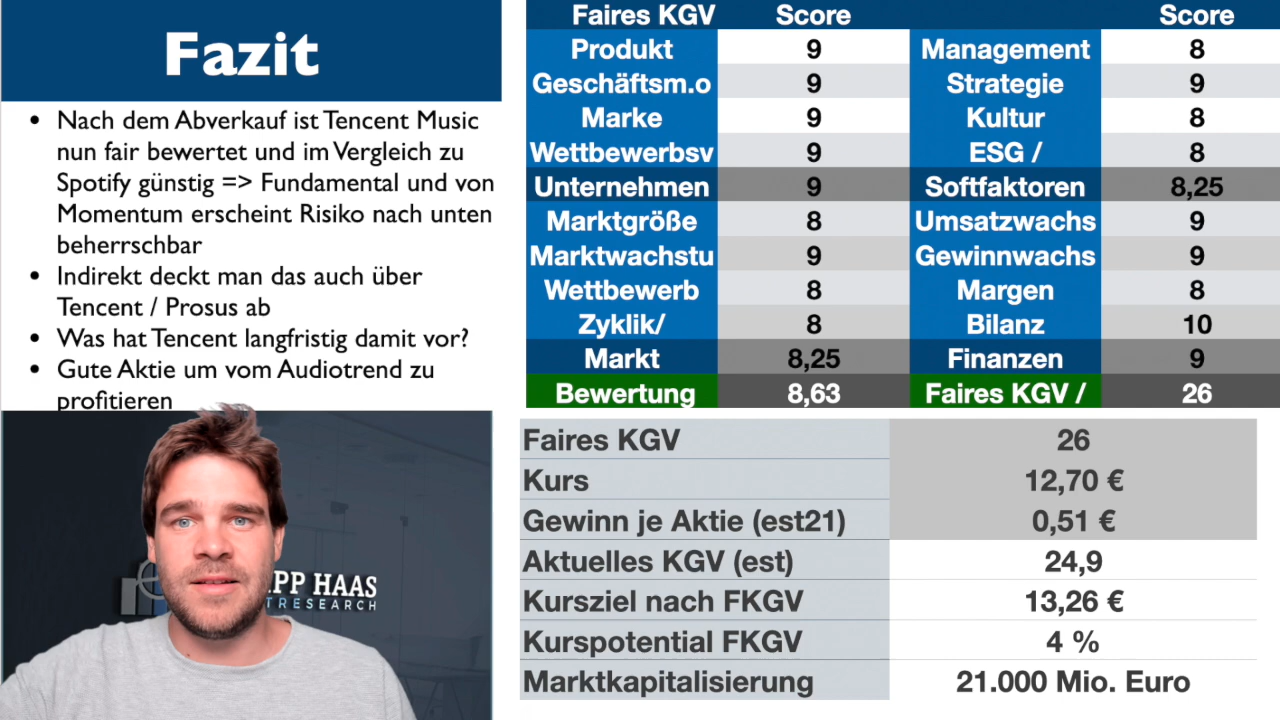 Fazit
Nach dem Abverkauf ist Tencent Music
nun fair bewertet und im Vergleich zu
Spotify günstig => Fundamental und von
Momentum erscheint Risiko nach unten
beherrschbar
Indirekt deckt man das auch über
Tencent / Prosus ab
Was hat Tencent langfristig damit vor?
Gute Aktie um vom Audiotrend zu
profitieren
PP HAAS
TRESEARCH
Faires KGV Score Score
Produkt 9 Management 8
Geschäftsm.o 9 Strategie 9
Marke 9 Kultur 8
Wettbewerbsv 9 ESG / 8
Unternehmen 9 Softfaktoren 8,25
Marktgröße 8 Umsatzwachs 9
Marktwachstu 9 Gewinnwachs 9
Wettbewerb 8 Margen 8
Zyklik/ 8 Bilanz 10
Markt 8,25 Finanzen 9
Bewertung 8,63 Faires KGV / 26
Faires KGV 26
Kurs 12,70 €
Gewinn je Aktie (est21) 0,51 €
Aktuelles KGV (est) 24,9
Kursziel nach FKGV 13,26 €
Kurspotential FKGV 4 %
Marktkapitalisierung 21.000 Mio. Euro